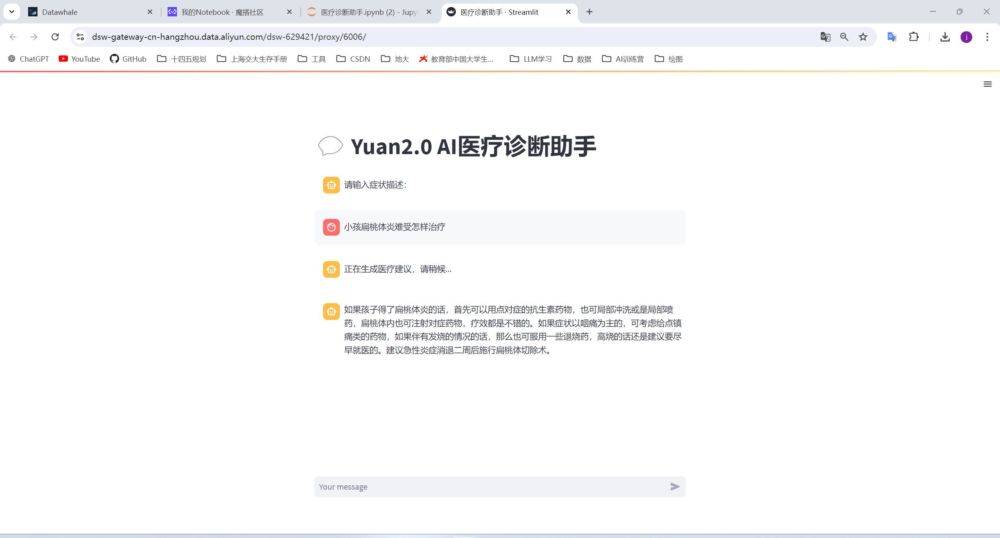 Datawhale
我的Notebook · 魔搭社区
医疗诊断助手.ipynb (2) - Jupyt
医疗诊断助手 · Streamlit
dsw-gateway-cn-hangzhou.data.aliyun.com/dsw-629421/proxy/6006/
j
ChatGPT
YouTube
GitHub
十四五规划
上海交大生存手册
工具
CSDN
地大
教育部中国大学生...
LLM学习
数据
AI训练营
绘图
Yuan2.0 AI医疗诊断助手
请输入症状描述：
小孩扁桃体炎难受怎样治疗
正在生成医疗建议，请稍候...
如果孩子得了扁桃体炎的话，首先可以用点对症的抗生素药物，也可局部冲洗或是局部喷
药，扁桃体内也可注射对症药物，疗效都是不错的。如果症状以咽痛为主的，可考虑给点镇
痛类的药物，如果伴有发烧的情况的话，那么也可服用一些退烧药，高烧的话还是建议要尽
早就医的。建议急性炎症消退二周后施行扁桃体切除术。
Your message